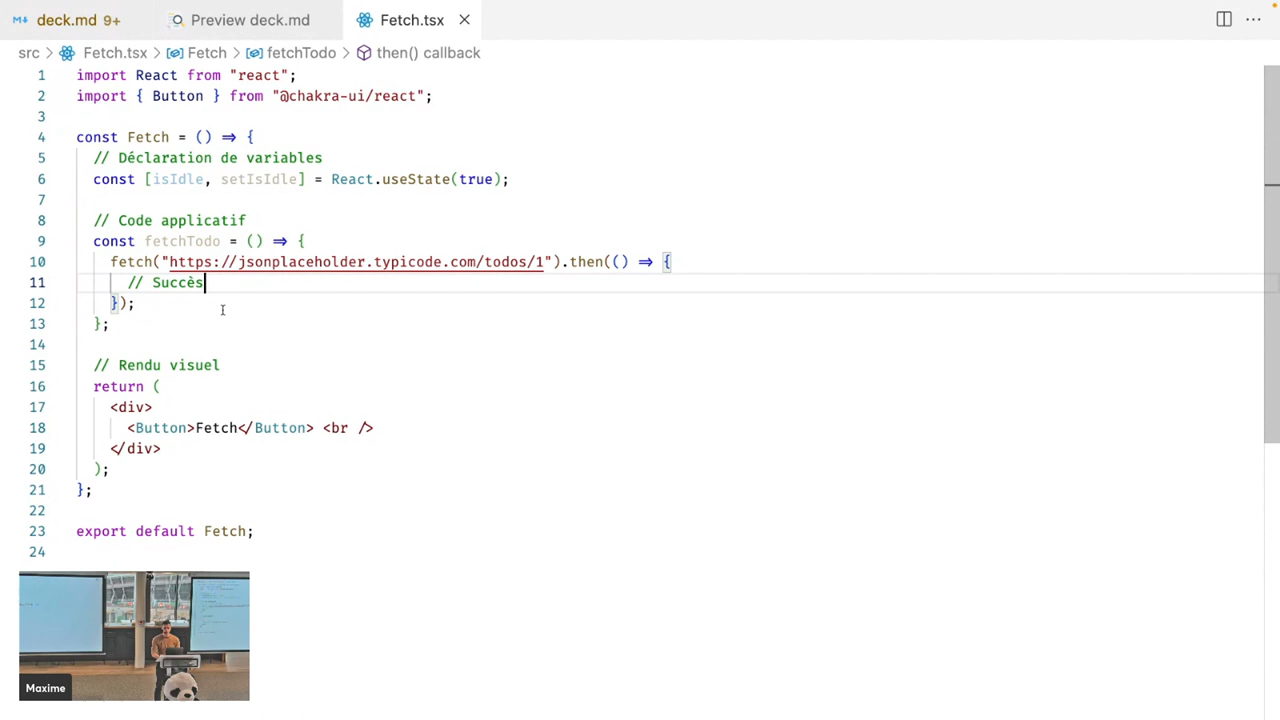 deck.md 9+ Preview deck.md Fetch.tsx
src > Fetch.tsx > Fetch > fetchTodo > then() callback
1 import React from "react";
2 import { Button } from "@chakra-ui/react";
3
4 const Fetch = () => {
5 // Déclaration de variables
6 const [isIdle, setIsIdle] = React.useState(true);
7
8 // Code applicatif
9 const fetchTodo = () => {
10 fetch("https://jsonplaceholder.typicode.com/todos/1").then(() => {
11 // Succès
12 });
13 };
14
15 // Rendu visuel
16 return (
17 <div>
18 <Button>Fetch</Button> <br />
19 </div>
20 );
21 };
22
23 export default Fetch;
24
Maxime